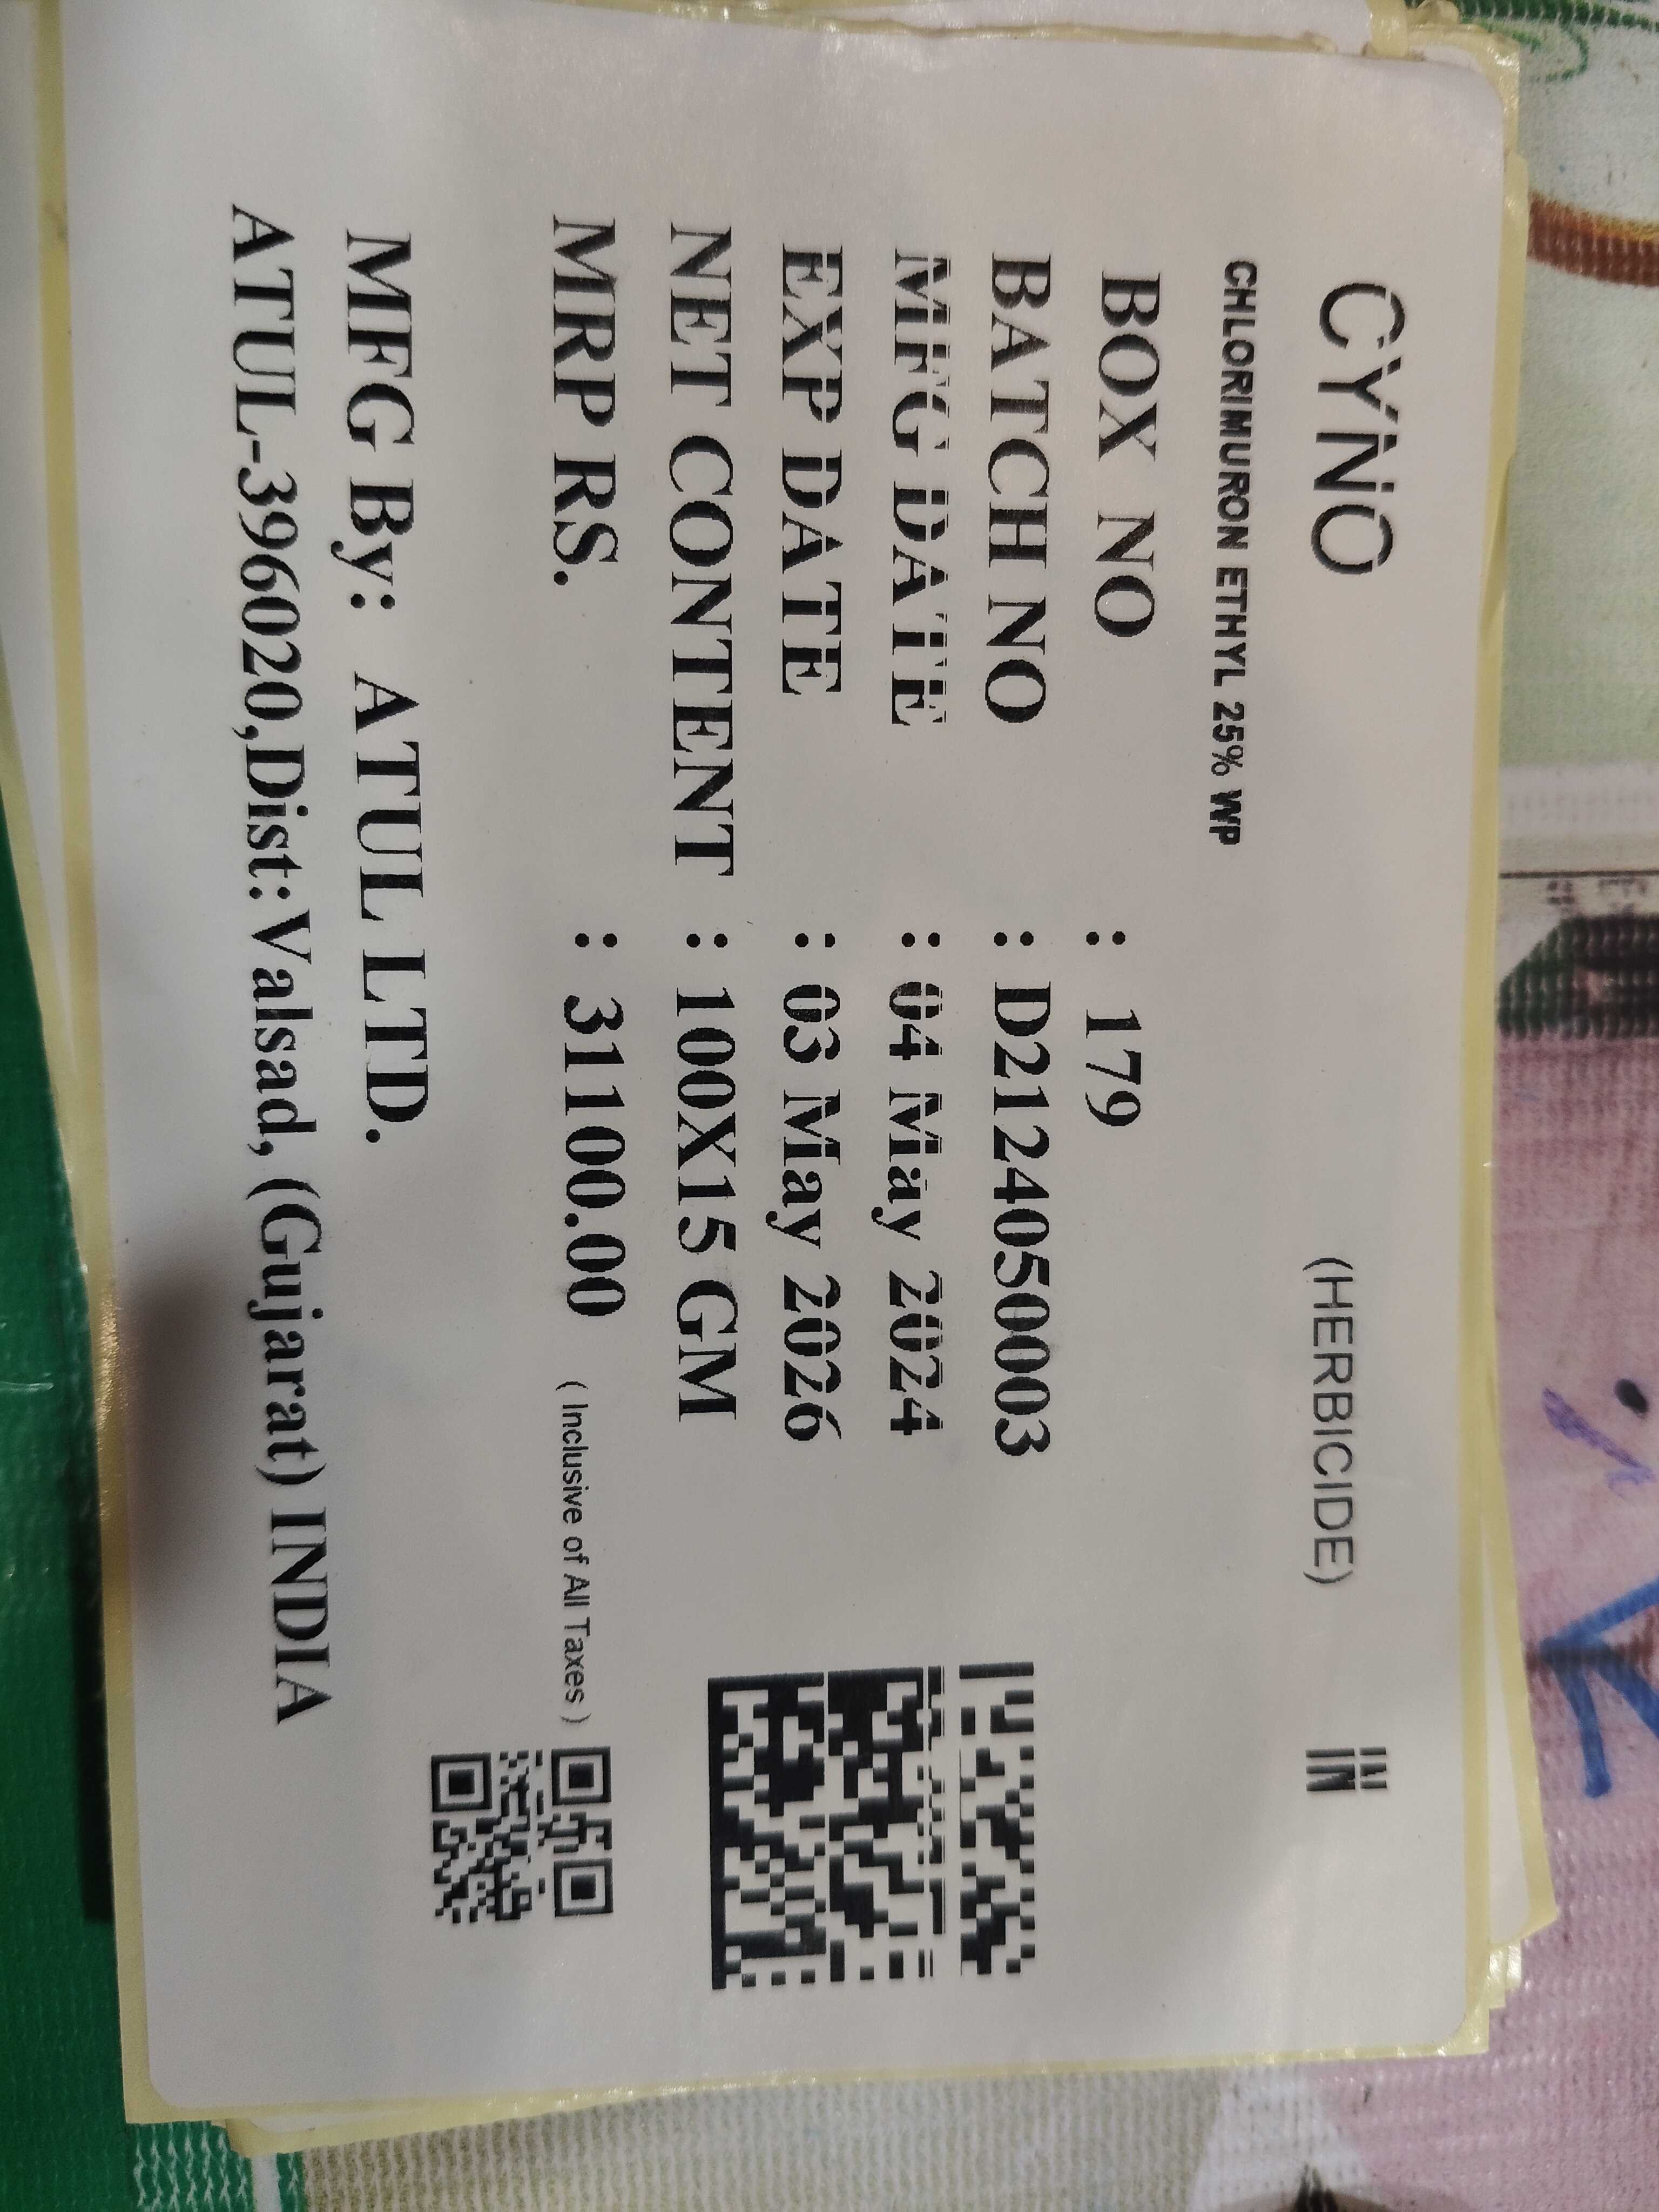 CYNO (HERBICIDE) IN
CHLORIMURON ETHYL 25% WP
BOX NO : 179
BATCH NO : D2124050003
MFG DATE : 04 May 2024
EXP DATE : 03 May 2026
NET CONTENT : 100X15 GM
MRP RS. : 31100.00 ( Inclusive of All Taxes )
MFG By: ATUL LTD.
ATUL-396020,Dist:Valsad, (Gujarat) INDIA